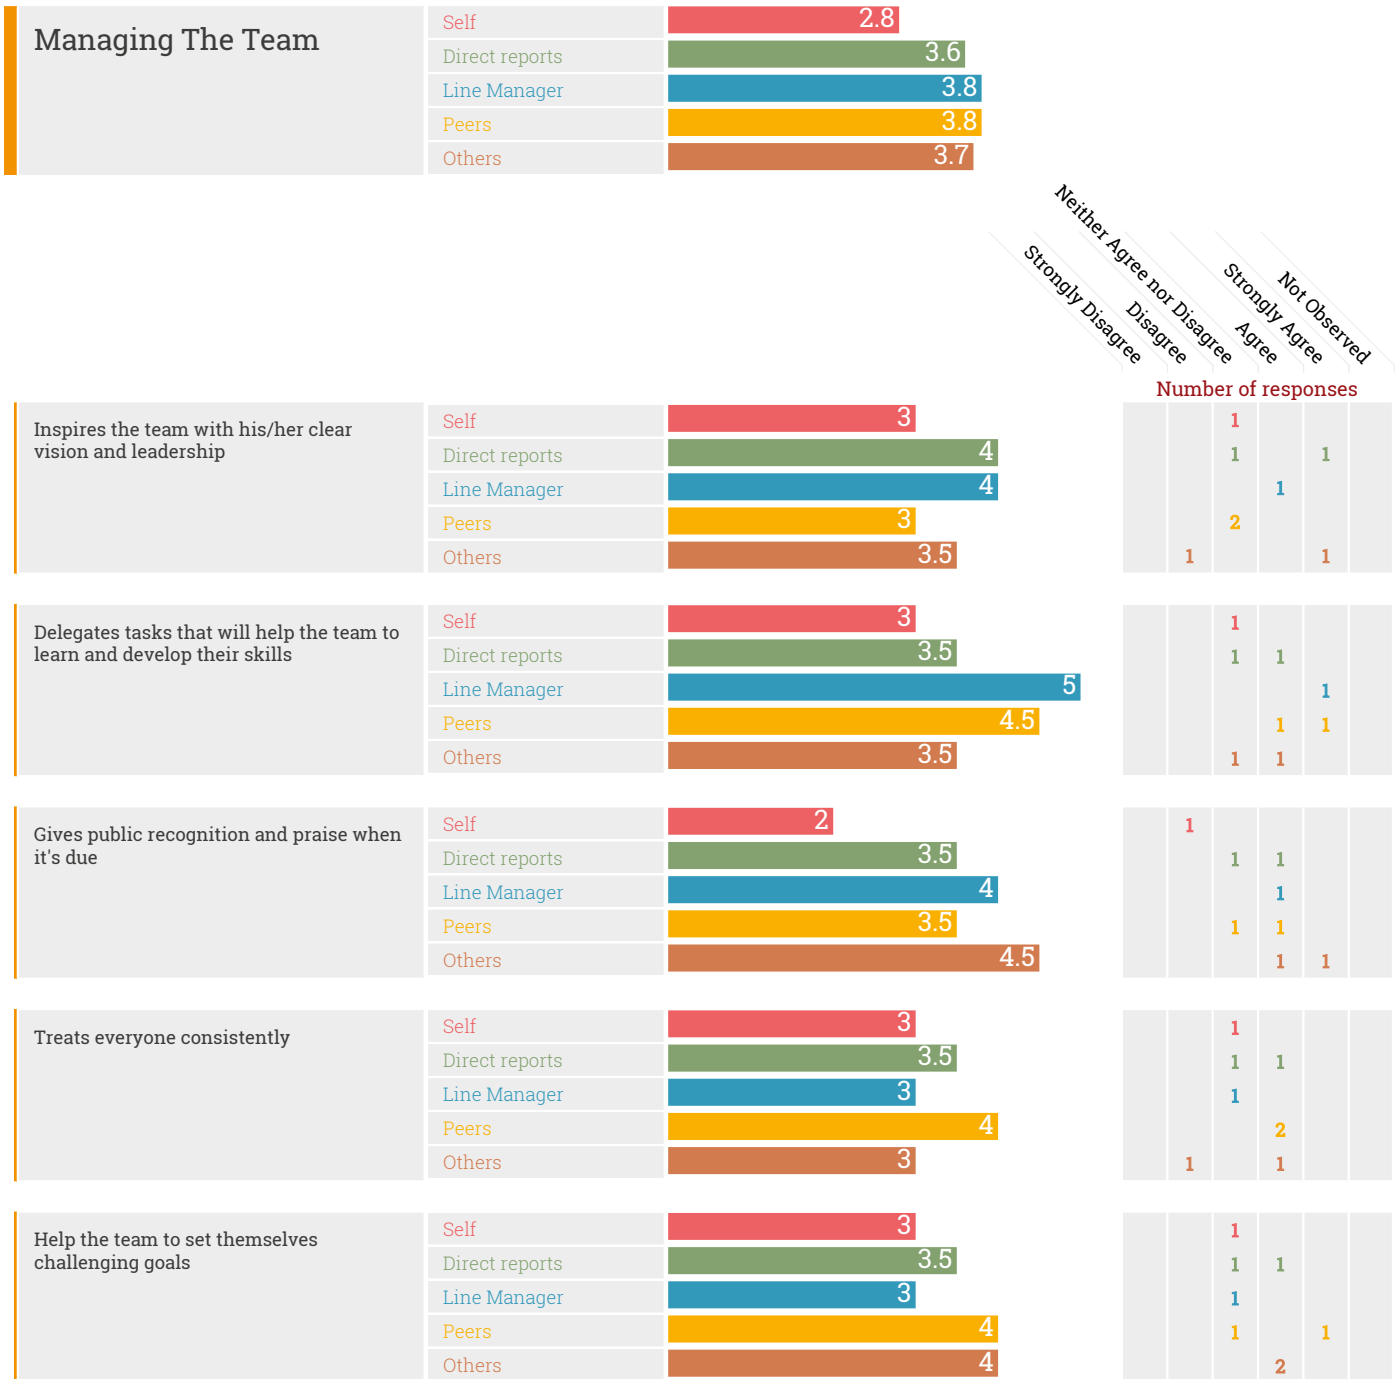 Managing The Team
Self 2.8
Direct reports 3.6
Line Manager 3.8
Peers 3.8
Others 3.7
Strongly Disagree
Disagree
Neither Agree nor Disagree
Agree
Strongly Agree
Not Observed
Number of responses
Inspires the team with his/her clear
vision and leadership
Self 3 1
Direct reports 4 1 1
Line Manager 4 1
Peers 3 2
Others 3.5 1 1
Delegates tasks that will help the team to
learn and develop their skills
Self 3 1
Direct reports 3.5 1 1
Line Manager 5 1
Peers 4.5 1 1
Others 3.5 1 1
Gives public recognition and praise when
it's due
Self 2 1
Direct reports 3.5 1 1
Line Manager 4 1
Peers 3.5 1 1
Others 4.5 1 1
Treats everyone consistently
Self 3 1
Direct reports 3.5 1 1
Line Manager 3 1
Peers 4 2
Others 3 1 1
Help the team to set themselves
challenging goals
Self 3 1
Direct reports 3.5 1 1
Line Manager 3 1
Peers 4 1 1
Others 4 2